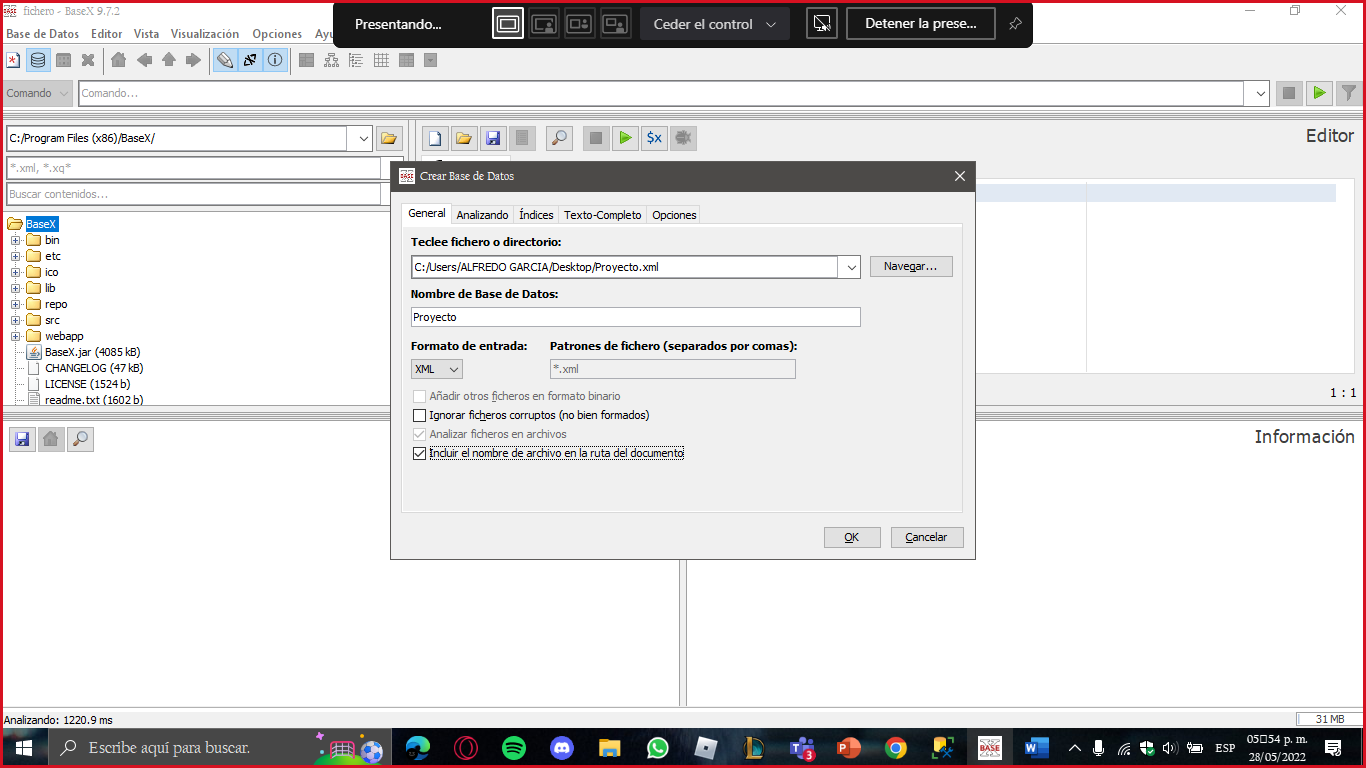 fichero - BaseX 9.7.2
Presentando...
Ceder el control
Detener la prese...
Base de Datos Editor Vista Visualización Opciones Ayu
Comando
Comando...
C:/Program Files (x86)/BaseX/
*.xml, *.xq*
Buscar contenidos...
BaseX
bin
etc
ico
lib
repo
src
webapp
BaseX.jar (4085 kB)
CHANGELOG (47 kB)
LICENSE (1524 b)
readme.txt (1602 b)
$x
Editor
1 : 1
BASE
Crear Base de Datos
General Analizando Índices Texto-Completo Opciones
Teclee fichero o directorio:
C:/Users/ALFREDO GARCIA/Desktop/Proyecto.xml
Navegar...
Nombre de Base de Datos:
Proyecto
Formato de entrada: Patrones de fichero (separados por comas):
XML
*.xml
Añadir otros ficheros en formato binario
Ignorar ficheros corruptos (no bien formados)
Analizar ficheros en archivos
Incluir el nombre de archivo en la ruta del documento
OK
Cancelar
Información
Analizando: 1220.9 ms
31 MB
Escribe aquí para buscar.
3
BASE
ESP
05□54 p. m.
28/05/2022